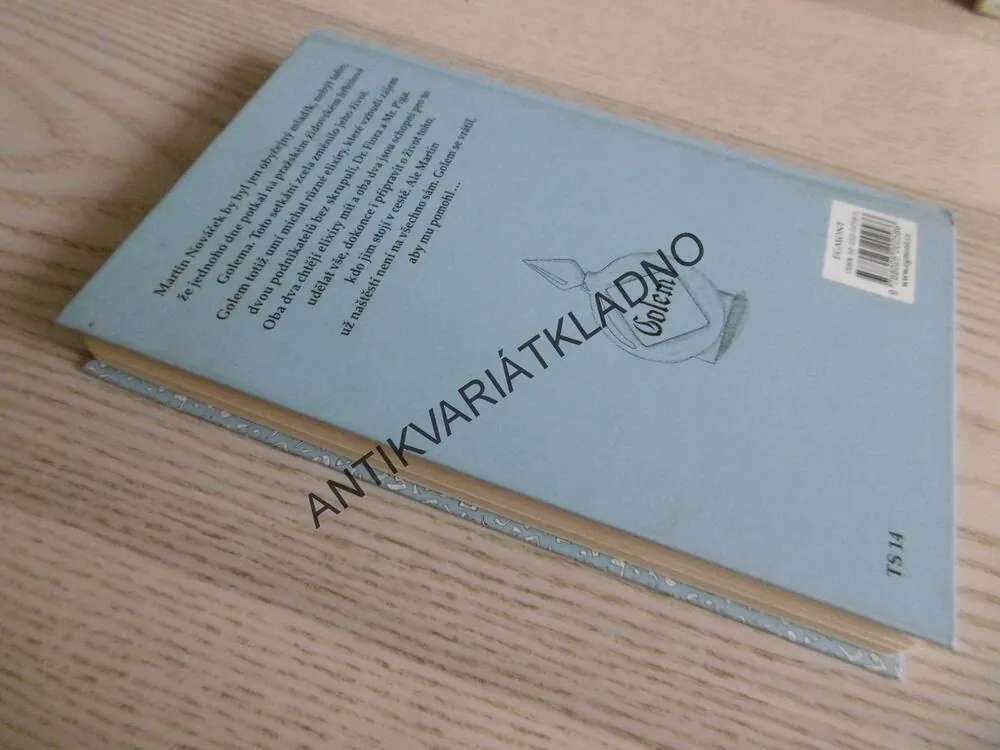 Martin Nováček by byl jen obyčejný mladík, nebýt toho,
že jednoho dne potkal na pražském židovském hřbitově
Golema. Toto setkání zcela změnilo jeho život.
Golem totiž umí míchat různé elixíry, které vzbudí zájem
dvou podnikatelů bez skrupulí, Dr. Fiora a Mr. Piga.
Oba dva chtějí elixíry mít a oba dva jsou schopni pro to
udělat vše, dokonce i připravit o život toho,
kdo jim stojí v cestě. Ale Martin
už naštěstí není na všechno sám. Golem se vrátil,
aby mu pomohl...
Golem
EGMONT
www.egmont.cz
TS 14
ANTIKVARIÁTKLADNO